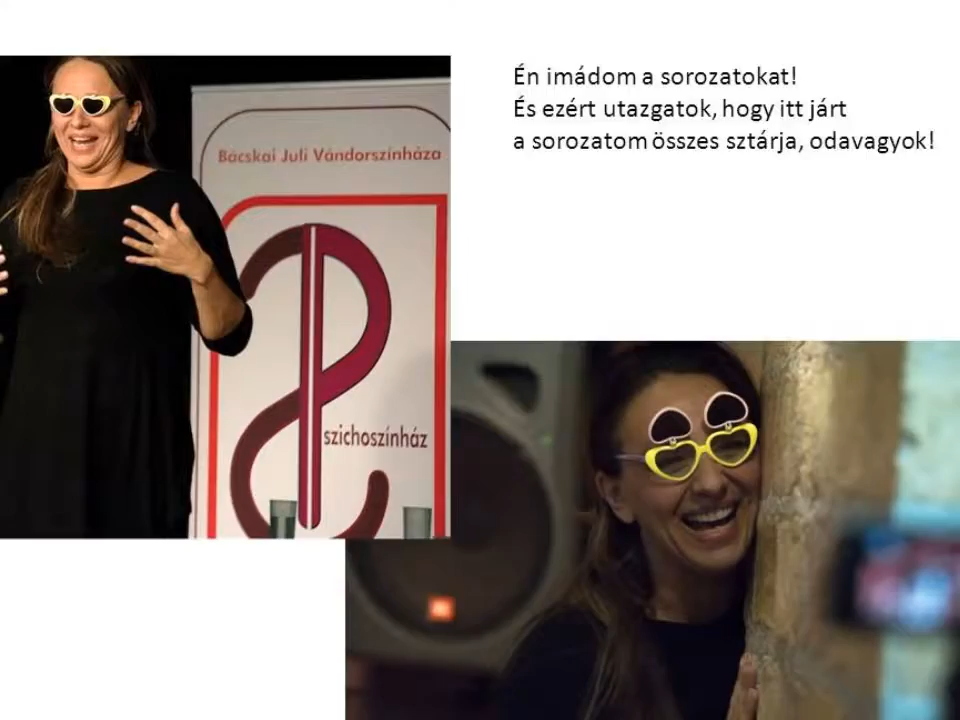 Én imádom a sorozatokat!
És ezért utazgatok, hogy itt járt
a sorozatom összes sztárja, odavagyok!
Bácskai Juli Vándorszínháza
szichoszínház